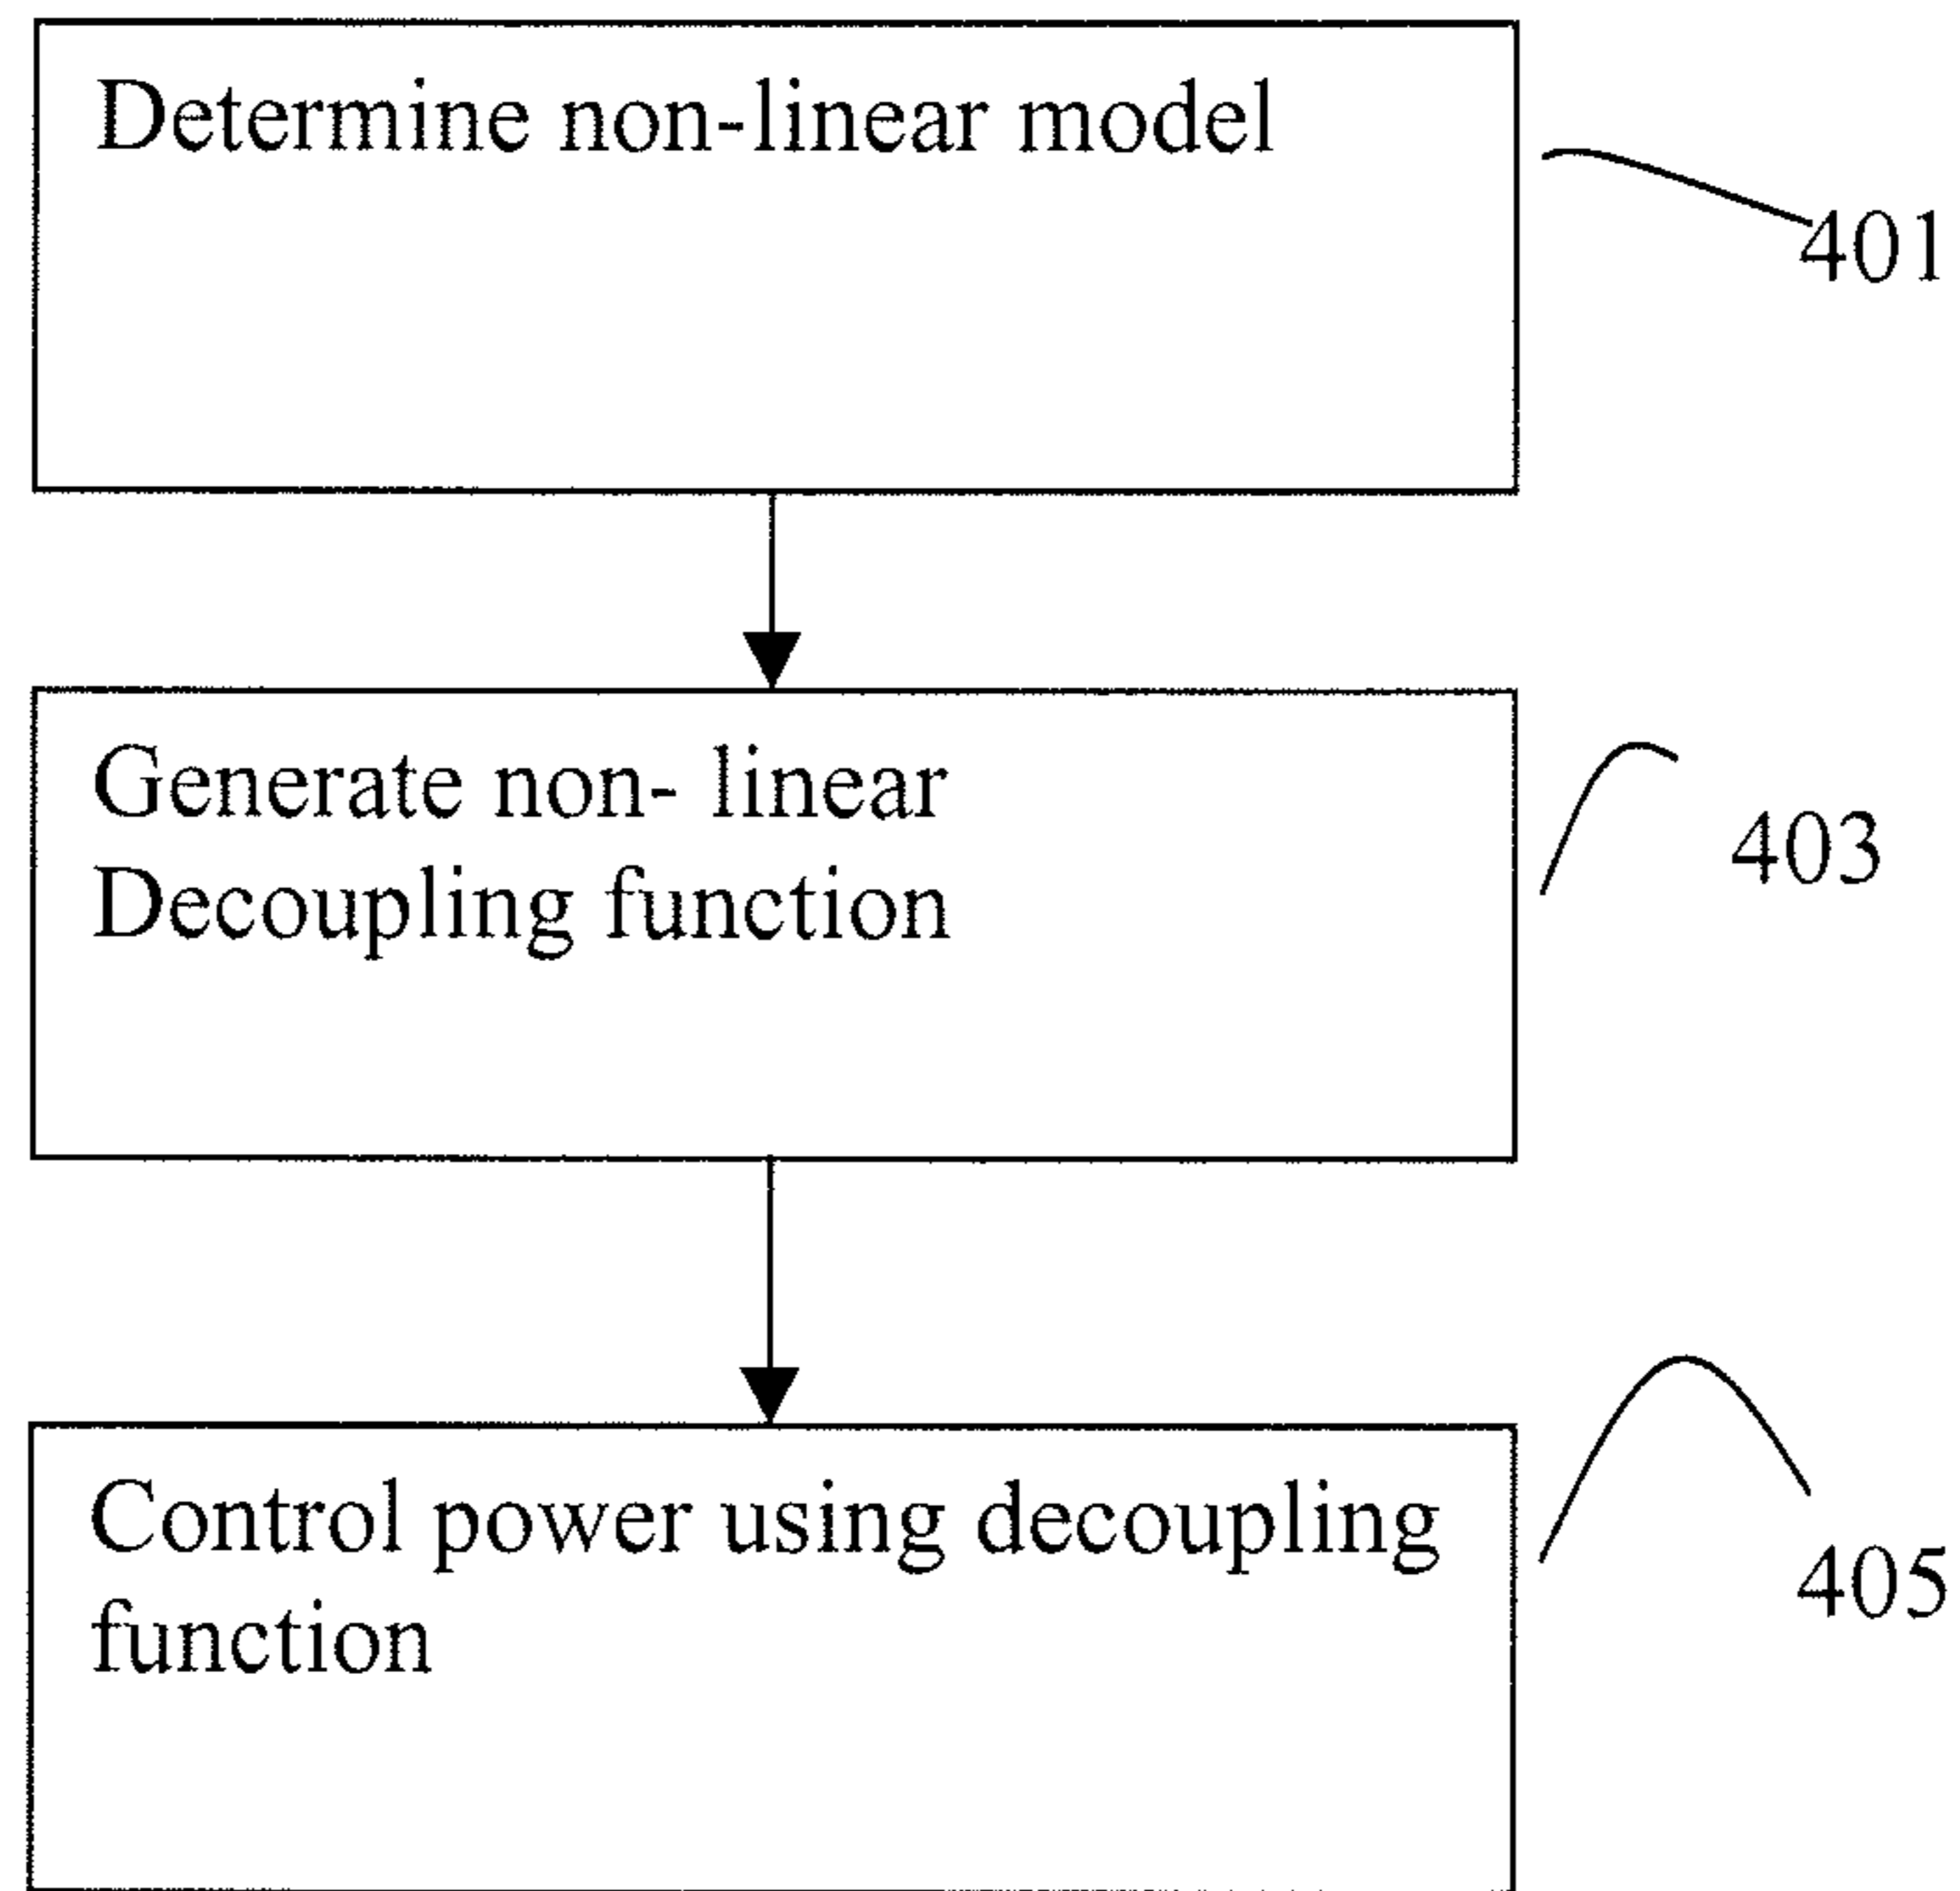 Determine non-linear model
401
Generate non- linear
Decoupling function
403
Control power using decoupling
function
405